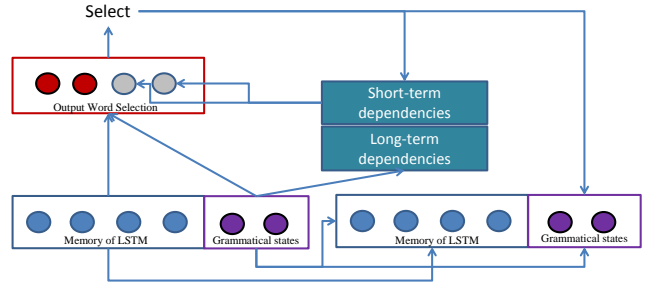 Select
Output Word Selection
Short-term
dependencies
Long-term
dependencies
Memory of LSTM
Grammatical states
Memory of LSTM
Grammatical states